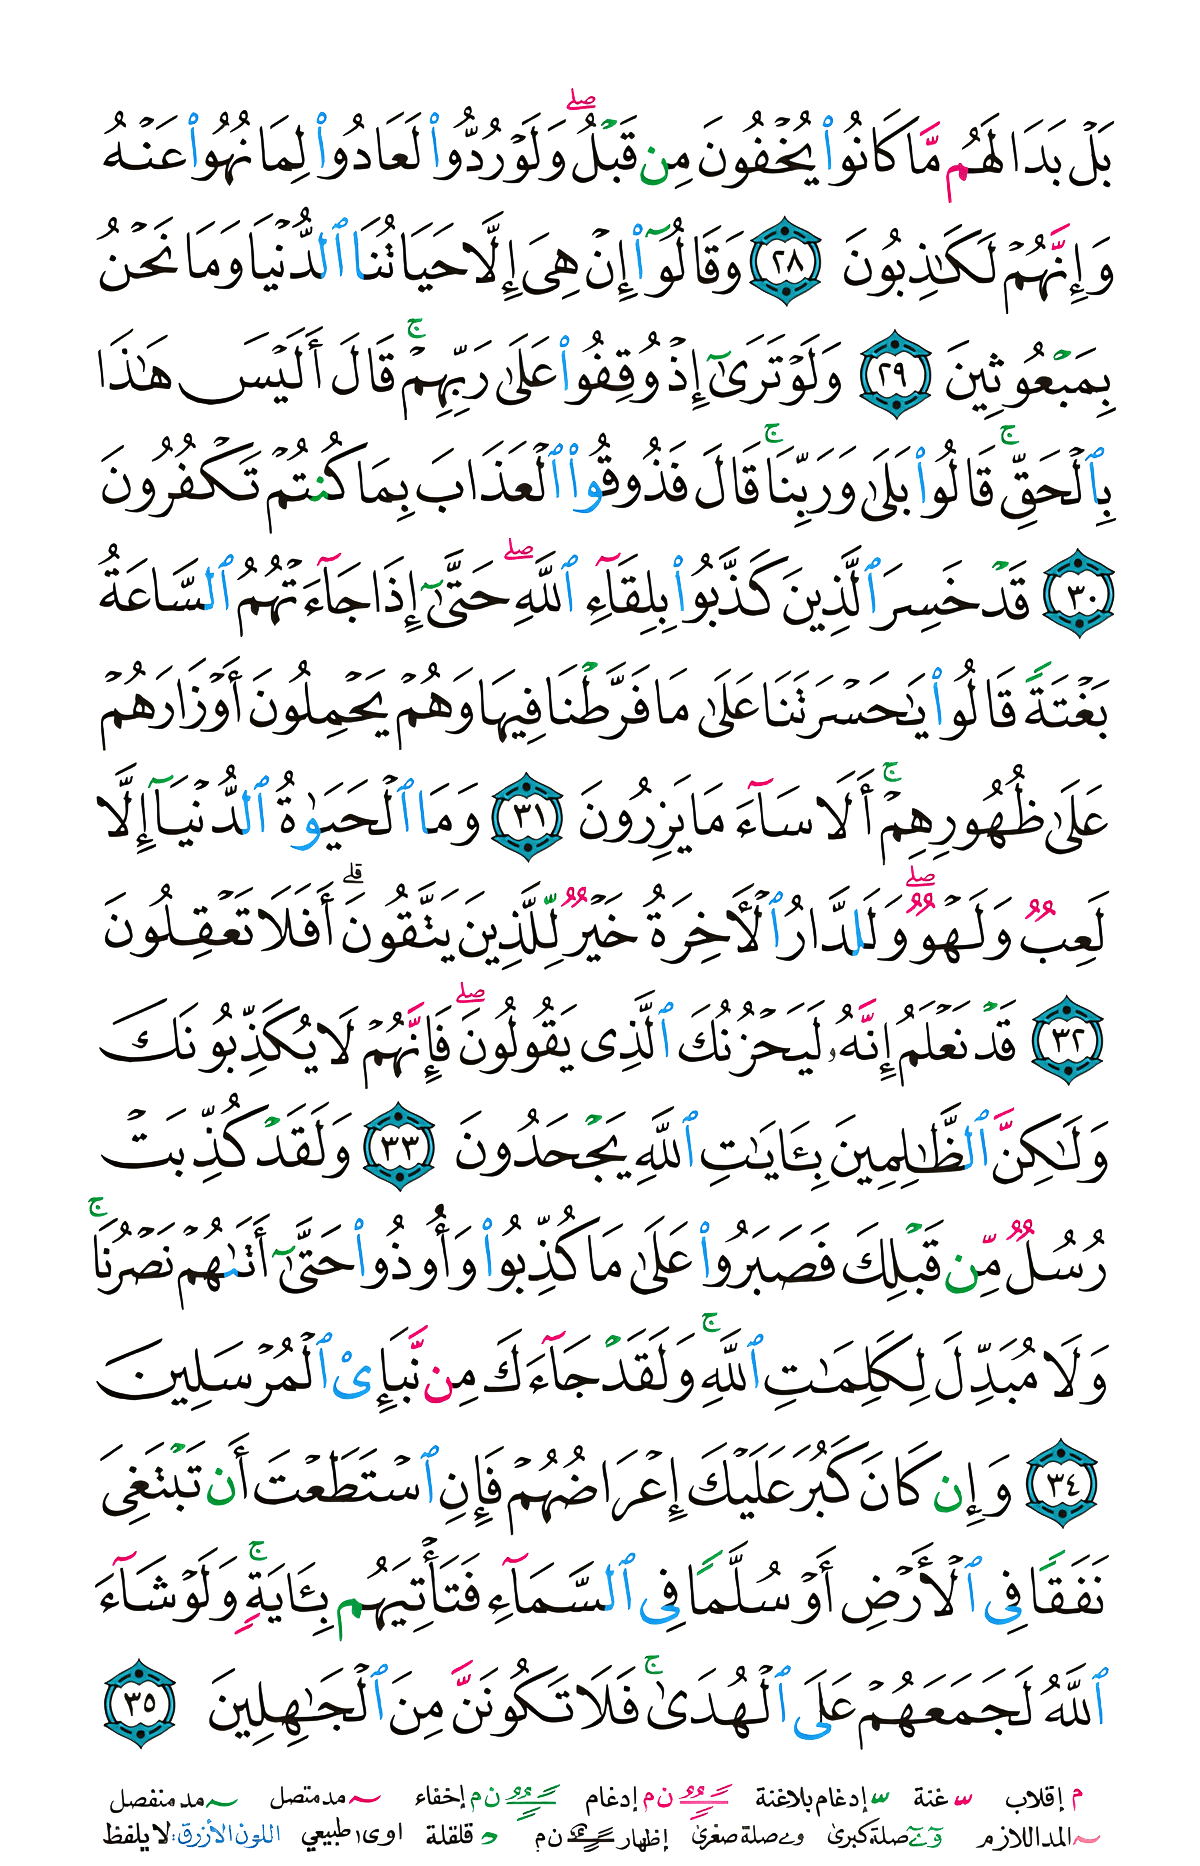 بَلۡ بَدَا لَهُم مَّا كَانُواْ يُخۡفُونَ مِن قَبۡلُۖ وَلَوۡ رُدُّواْ لَعَادُواْ لِمَا نُهُواْ عَنۡهُ
وَإِنَّهُمۡ لَكَٰذِبُونَ ٢٨ وَقَالُوٓاْ إِنۡ هِيَ إِلَّا حَيَاتُنَا ٱلدُّنۡيَا وَمَا نَحۡنُ
بِمَبۡعُوثِينَ ٢٩ وَلَوۡ تَرَىٰٓ إِذۡ وُقِفُواْ عَلَىٰ رَبِّهِمۡۚ قَالَ أَلَيۡسَ هَٰذَا
بِٱلۡحَقِّۚ قَالُواْ بَلَىٰ وَرَبِّنَاۚ قَالَ فَذُوقُواْ ٱلۡعَذَابَ بِمَا كُنتُمۡ تَكۡفُرُونَ
٣٠ قَدۡ خَسِرَ ٱلَّذِينَ كَذَّبُواْ بِلِقَآءِ ٱللَّهِۖ حَتَّىٰٓ إِذَا جَآءَتۡهُمُ ٱلسَّاعَةُ
بَغۡتَةٗ قَالُواْ يَٰحَسۡرَتَنَا عَلَىٰ مَا فَرَّطۡنَا فِيهَا وَهُمۡ يَحۡمِلُونَ أَوۡزَارَهُمۡ
عَلَىٰ ظُهُورِهِمۡۚ أَلَا سَآءَ مَا يَزِرُونَ ٣١ وَمَا ٱلۡحَيَوٰةُ ٱلدُّنۡيَآ إِلَّا
لَعِبٞ وَلَهۡوٞۖ وَلَلدَّارُ ٱلۡأٓخِرَةُ خَيۡرٞ لِّلَّذِينَ يَتَّقُونَۚ أَفَلَا تَعۡقِلُونَ
٣٢ قَدۡ نَعۡلَمُ إِنَّهُۥ لَيَحۡزُنُكَ ٱلَّذِي يَقُولُونَۖ فَإِنَّهُمۡ لَا يُكَذِّبُونَكَ
وَلَٰكِنَّ ٱلظَّٰلِمِينَ بِـَٔايَٰتِ ٱللَّهِ يَجۡحَدُونَ ٣٣ وَلَقَدۡ كُذِّبَتۡ
رُسُلٞ مِّن قَبۡلِكَ فَصَبَرُواْ عَلَىٰ مَا كُذِّبُواْ وَأُوذُواْ حَتَّىٰٓ أَتَىٰهُمۡ نَصۡرُنَاۚ
وَلَا مُبَدِّلَ لِكَلِمَٰتِ ٱللَّهِۚ وَلَقَدۡ جَآءَكَ مِن نَّبَإِيْ ٱلۡمُرۡسَلِينَ
٣٤ وَإِن كَانَ كَبُرَ عَلَيۡكَ إِعۡرَاضُهُمۡ فَإِنِ ٱسۡتَطَعۡتَ أَن تَبۡتَغِيَ
نَفَقٗا فِي ٱلۡأَرۡضِ أَوۡ سُلَّمٗا فِي ٱلسَّمَآءِ فَتَأۡتِيَهُم بِـَٔايَةٖۚ وَلَوۡ شَآءَ
ٱللَّهُ لَجَمَعَهُمۡ عَلَى ٱلۡهُدَىٰۚ فَلَا تَكُونَنَّ مِنَ ٱلۡجَٰهِلِينَ ٣٥
م إقلاب غنة إدغام بلا غنة ن م إدغام ن م إخفاء مد متصل مد منفصل
المد اللازم صلة كبرى و ے صلة صغرى إظهار ن م قلقلة ا و ى طبيعي اللون الأزرق: لا يلفظ